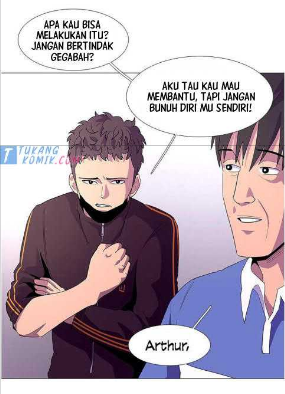 APA KAU BISA
MELAKUKAN ITU?
JANGAN BERTINDAK
GEGABAH?
AKU TAU KAU MAU
MEMBANTU, TAPI JANGAN
BUNUH DIRI MU SENDIRI!
TUKANG
KOMIK.COM
Arthur,